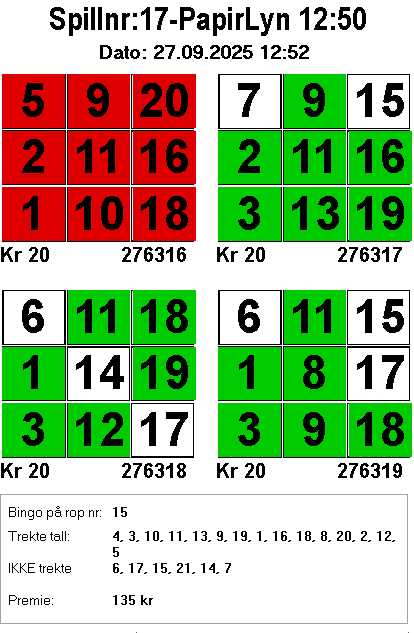 Spillnr:17-PapirLyn 12:50
Dato: 27.09.2025 12:52
5 9 20
2 11 16
1 10 18
Kr 20 276316
7 9 15
2 11 16
3 13 19
Kr 20 276317
6 11 18
1 14 19
3 12 17
Kr 20 276318
6 11 15
1 8 17
3 9 18
Kr 20 276319
Bingo på rop nr: 15
Trekte tall: 4, 3, 10, 11, 13, 9, 19, 1, 16, 18, 8, 20, 2, 12,
5
IKKE trekte 6, 17, 15, 21, 14, 7
Premie: 135 kr